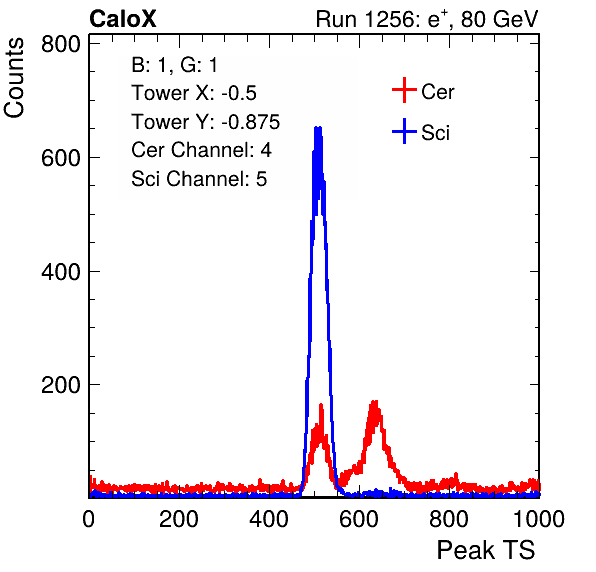 CaloX Run 1256: e⁺, 80 GeV
Counts
800
600
400
200
B: 1, G: 1
Tower X: -0.5
Tower Y: -0.875
Cer Channel: 4
Sci Channel: 5
Cer
Sci
0 200 400 600 800 1000
Peak TS